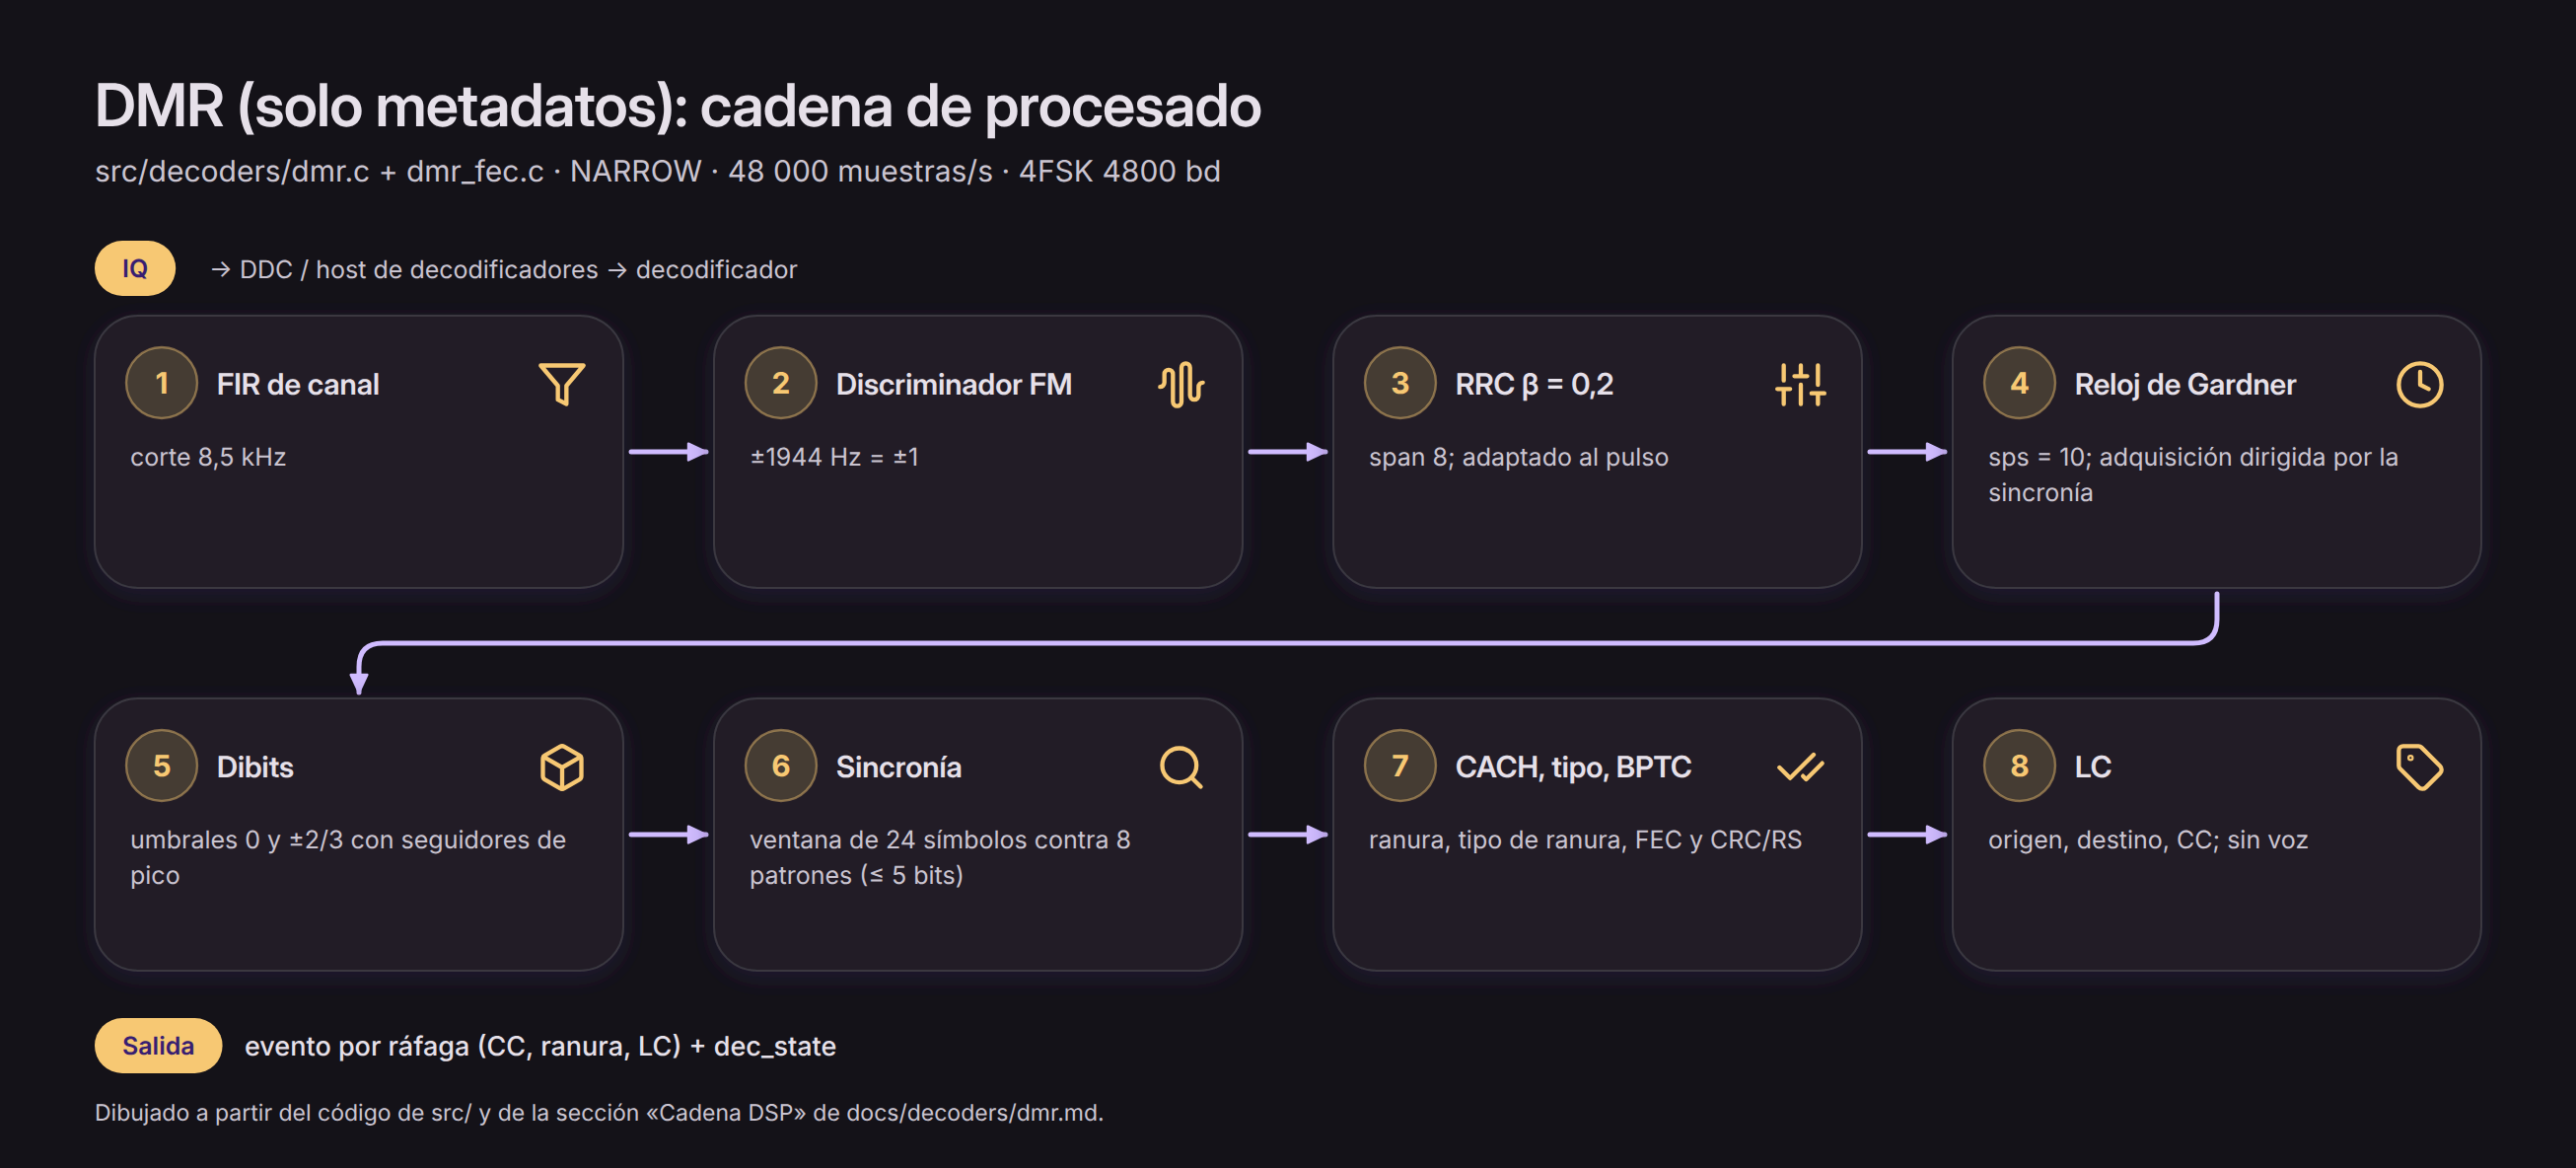 DMR (solo metadatos): cadena de procesado
src/decoders/dmr.c + dmr_fec.c · NARROW · 48 000 muestras/s · 4FSK 4800 bd
IQ → DDC / host de decodificadores → decodificador
1 FIR de canal
corte 8,5 kHz
2 Discriminador FM
±1944 Hz = ±1
3 RRC β = 0,2
span 8; adaptado al pulso
4 Reloj de Gardner
sps = 10; adquisición dirigida por la
sincronía
5 Dibits
umbrales 0 y ±2/3 con seguidores de
pico
6 Sincronía
ventana de 24 símbolos contra 8
patrones (≤ 5 bits)
7 CACH, tipo, BPTC
ranura, tipo de ranura, FEC y CRC/RS
8 LC
origen, destino, CC; sin voz
Salida evento por ráfaga (CC, ranura, LC) + dec_state
Dibujado a partir del código de src/ y de la sección «Cadena DSP» de docs/decoders/dmr.md.